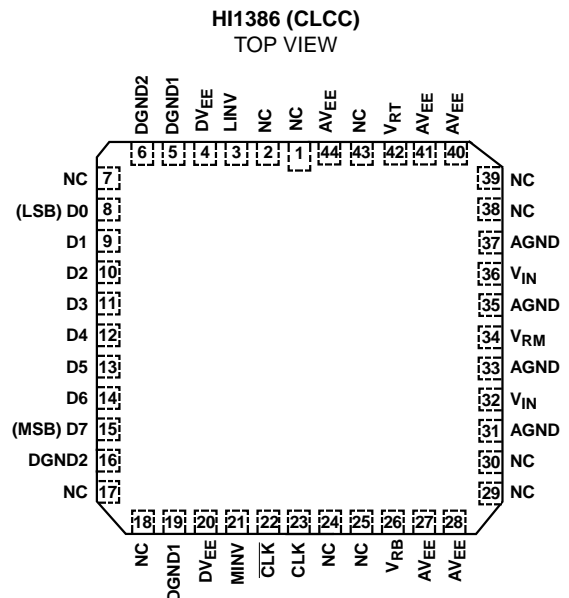 HI1386 (CLCC)
TOP VIEW
DGND2
DGND1
DVEE
LINV
NC
NC
AVEE
NC
VRT
AVEE
AVEE
6 5 4 3 2 1 44 43 42 41 40
NC 7
(LSB) D0 8
D1 9
D2 10
D3 11
D4 12
D5 13
D6 14
(MSB) D7 15
DGND2 16
NC 17
39 NC
38 NC
37 AGND
36 VIN
35 AGND
34 VRM
33 AGND
32 VIN
31 AGND
30 NC
29 NC
18 19 20 21 22 23 24 25 26 27 28
NC
DGND1
DVEE
MINV
C̅L̅K̅
CLK
NC
NC
VRB
AVEE
AVEE